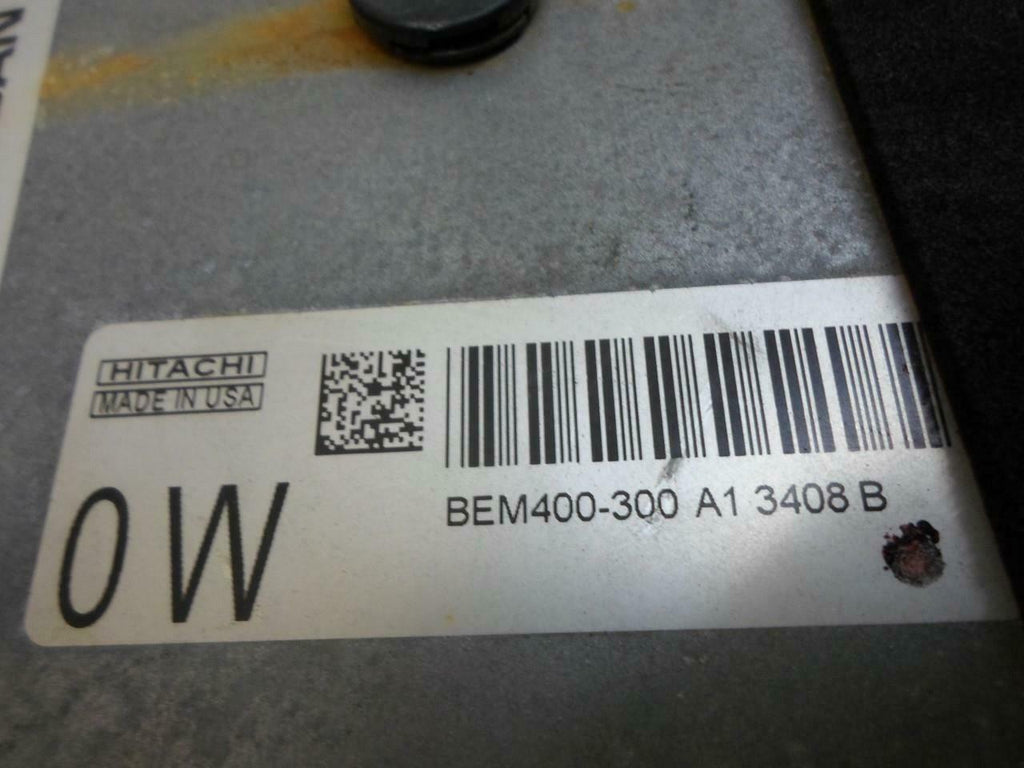 HITACHI
MADE IN USA
0W
BEM400-300 A1 3408 B